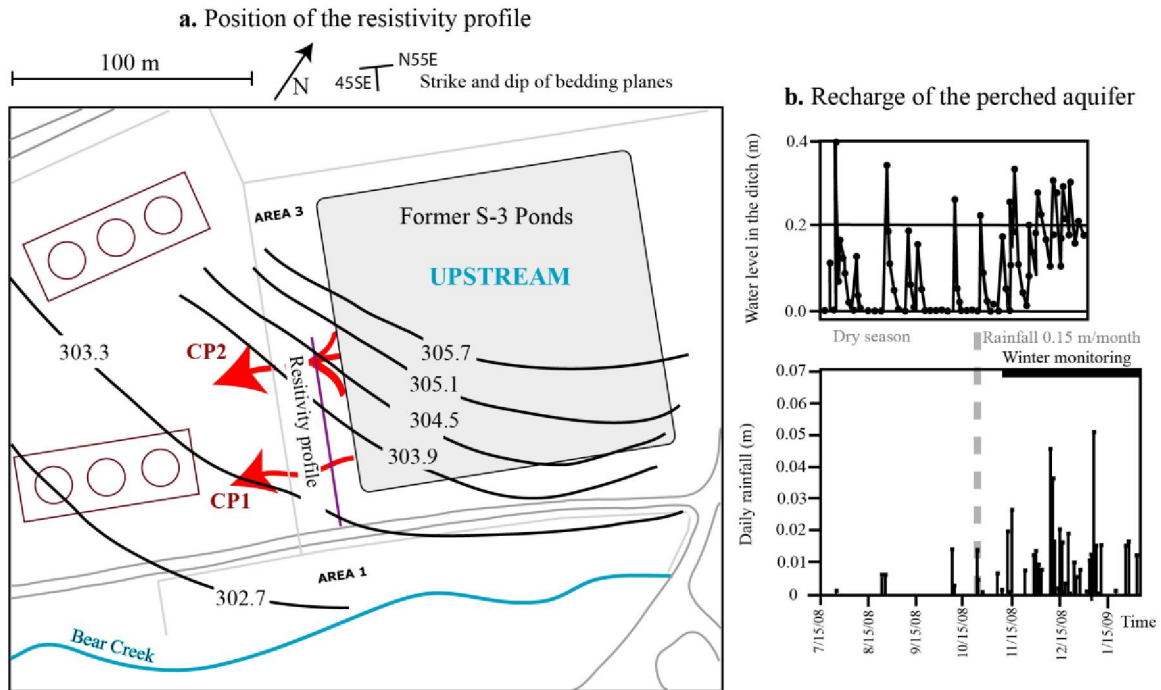 a. Position of the resistivity profile
100 m
N
N55E
45SE
Strike and dip of bedding planes
AREA 3
Former S-3 Ponds
UPSTREAM
303.3
CP2
305.7
305.1
304.5
303.9
Resitivity profile
CP1
AREA 1
302.7
Bear Creek
b. Recharge of the perched aquifer
Water level in the ditch (m)
0.4
0.2
0.0
Dry season
Rainfall 0.15 m/month
Winter monitoring
Daily rainfall (m)
0.07
0.06
0.05
0.04
0.03
0.02
0.01
0
7/15/08
8/15/08
9/15/08
10/15/08
11/15/08
12/15/08
1/15/09
Time